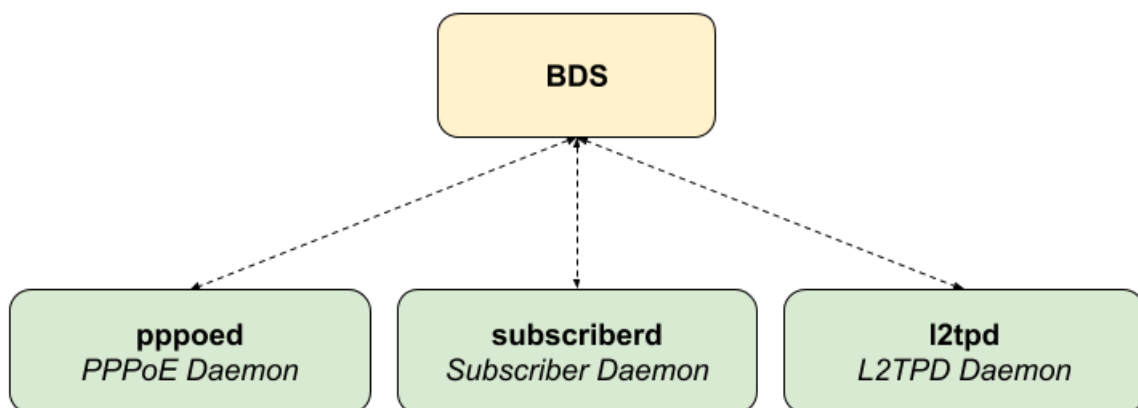 BDS
pppoed
PPPoE Daemon
subscriberd
Subscriber Daemon
l2tpd
L2TPD Daemon